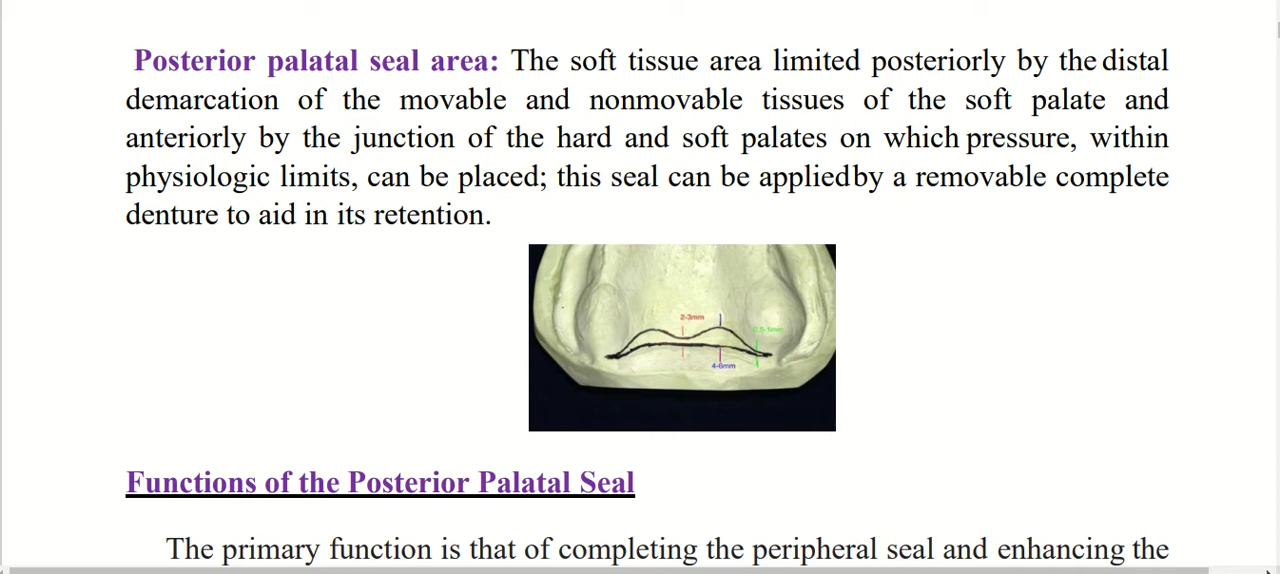 Posterior palatal seal area: The soft tissue area limited posteriorly by the distal
demarcation of the movable and nonmovable tissues of the soft palate and
anteriorly by the junction of the hard and soft palates on which pressure, within
physiologic limits, can be placed; this seal can be appliedby a removable complete
denture to aid in its retention.
2-3mm
0.5-1mm
4-6mm
Functions of the Posterior Palatal Seal
The primary function is that of completing the peripheral seal and enhancing the